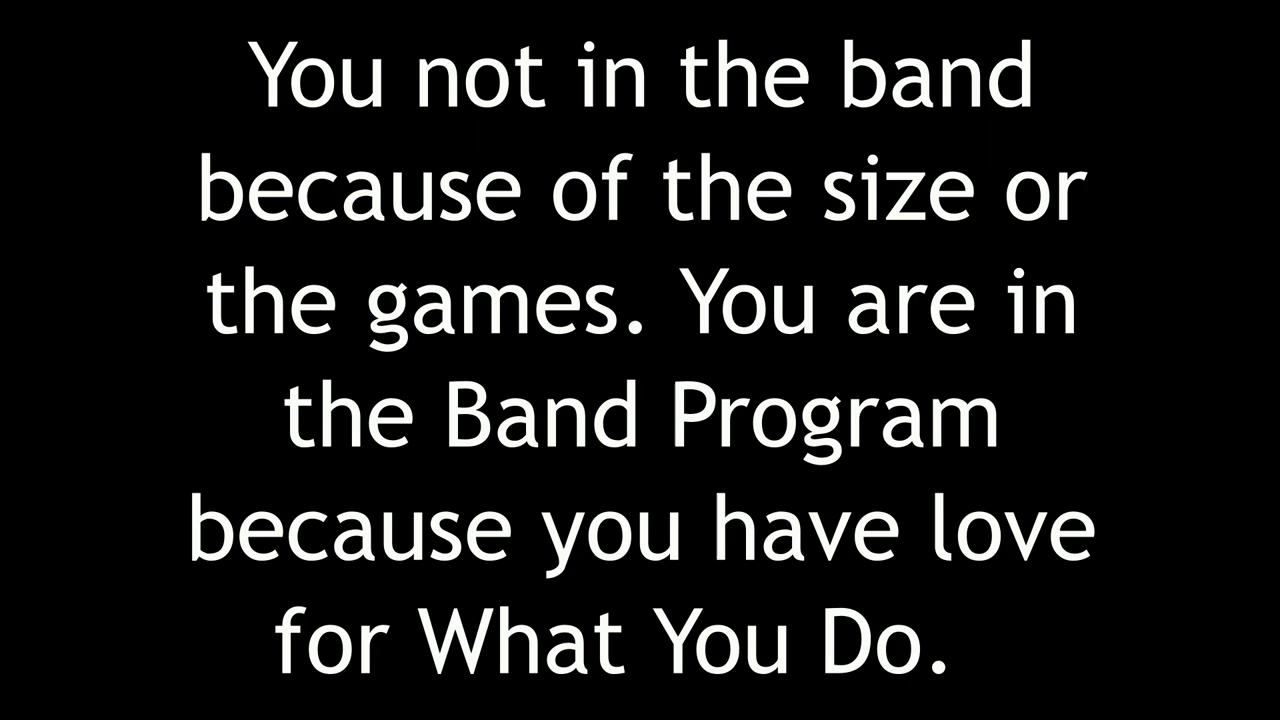 You not in the band
because of the size or
the games. You are in
the Band Program
because you have love
for What You Do.